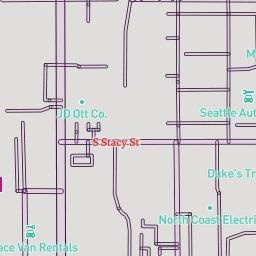 M
Seattle Aut
JD Ott Co.
S Stacy St
Duke's Tr
North Coast Electri
ace Van Rentals